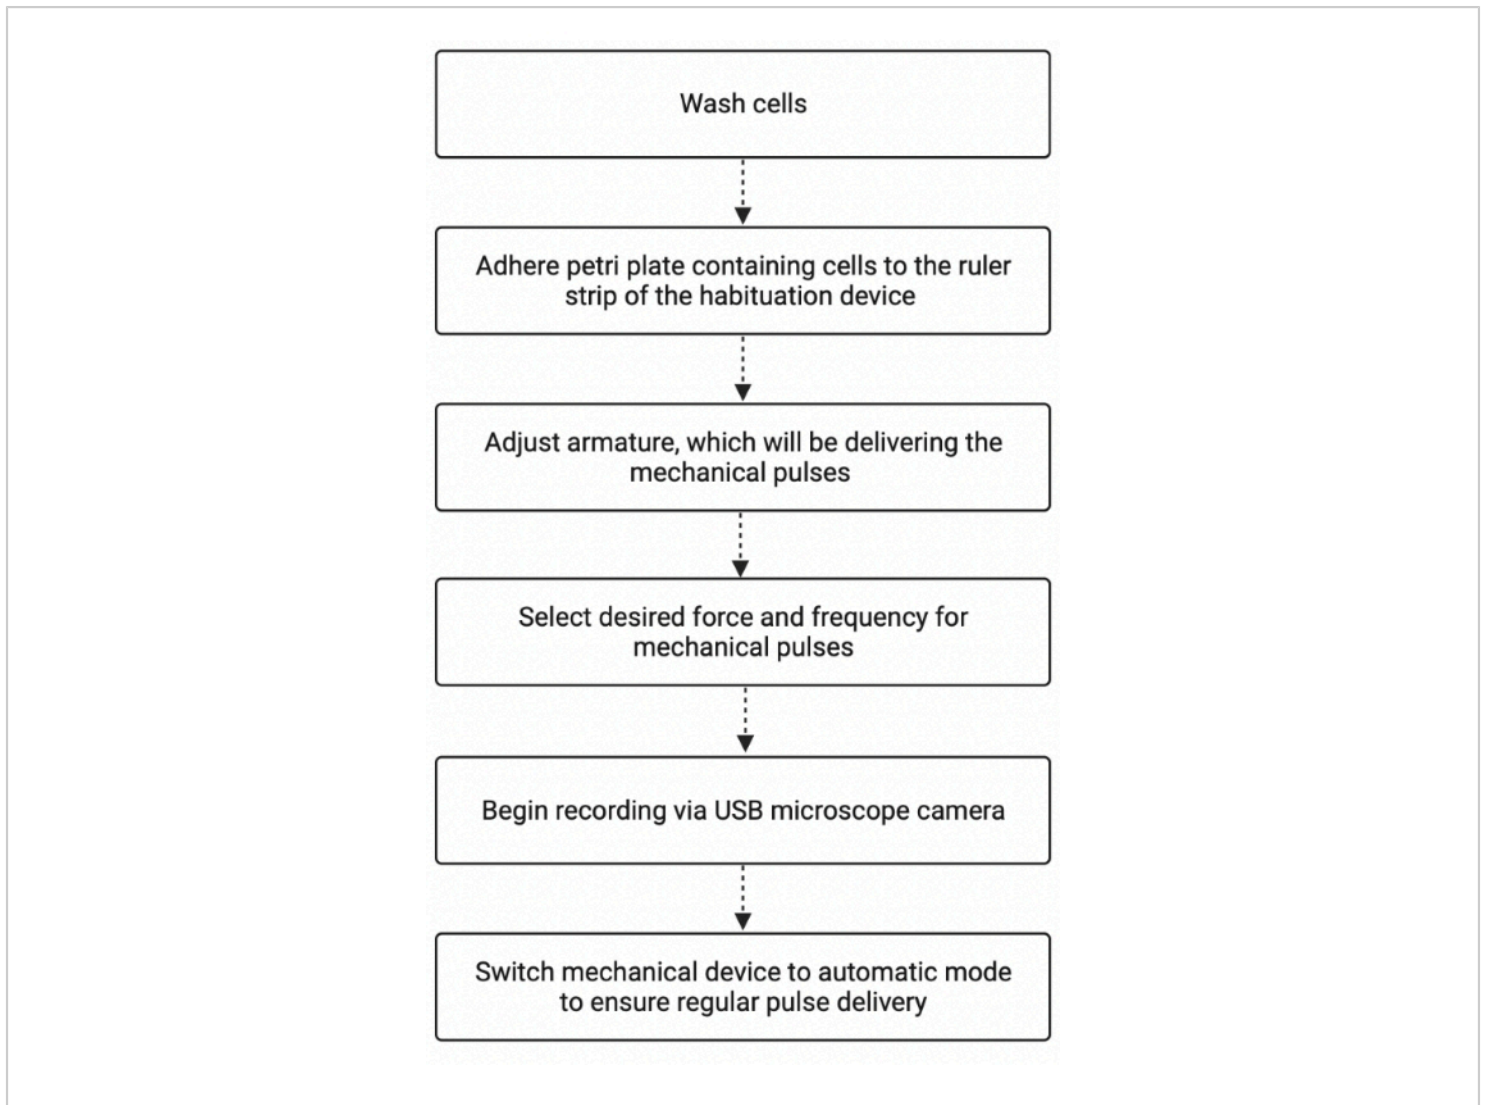 Wash cells
Adhere petri plate containing cells to the ruler
strip of the habituation device
Adjust armature, which will be delivering the
mechanical pulses
Select desired force and frequency for
mechanical pulses
Begin recording via USB microscope camera
Switch mechanical device to automatic mode
to ensure regular pulse delivery